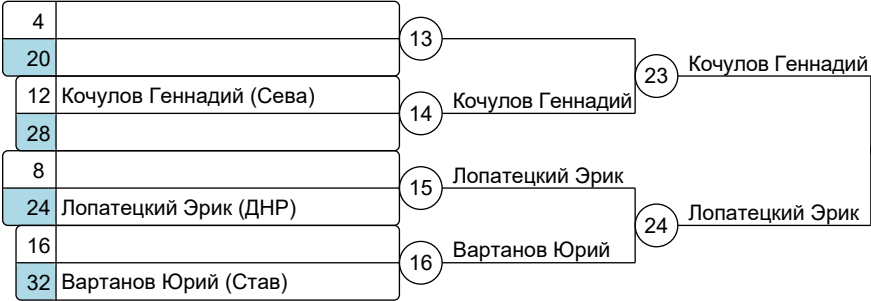 4
13
20
23 Кочулов Геннадий
12 Кочулов Геннадий (Сева)
14 Кочулов Геннадий
28
8
15 Лопатецкий Эрик
24 Лопатецкий Эрик (ДНР)
24 Лопатецкий Эрик
16
16 Вартанов Юрий
32 Вартанов Юрий (Став)